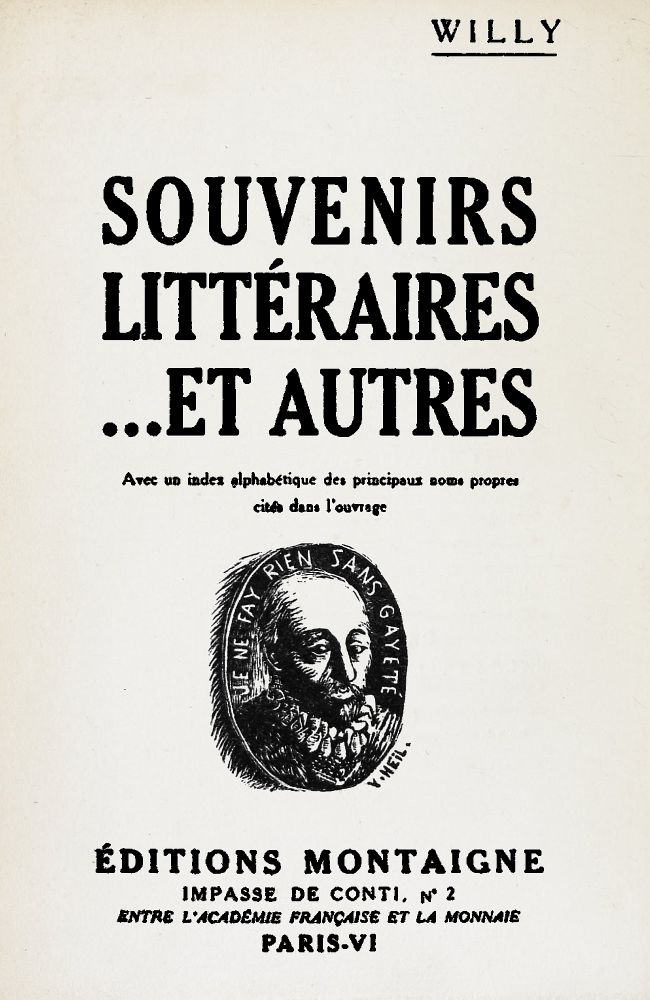 WILLY
SOUVENIRS
LITTÉRAIRES
...ET AUTRES
Avec un index alphabétique des principaux noms propres
cités dans l'ouvrage
JE NE FAY RIEN SANS GAYETÉ
Y. HEIL.
ÉDITIONS MONTAIGNE
IMPASSE DE CONTI, N° 2
ENTRE L'ACADÉMIE FRANÇAISE ET LA MONNAIE
PARIS-VI